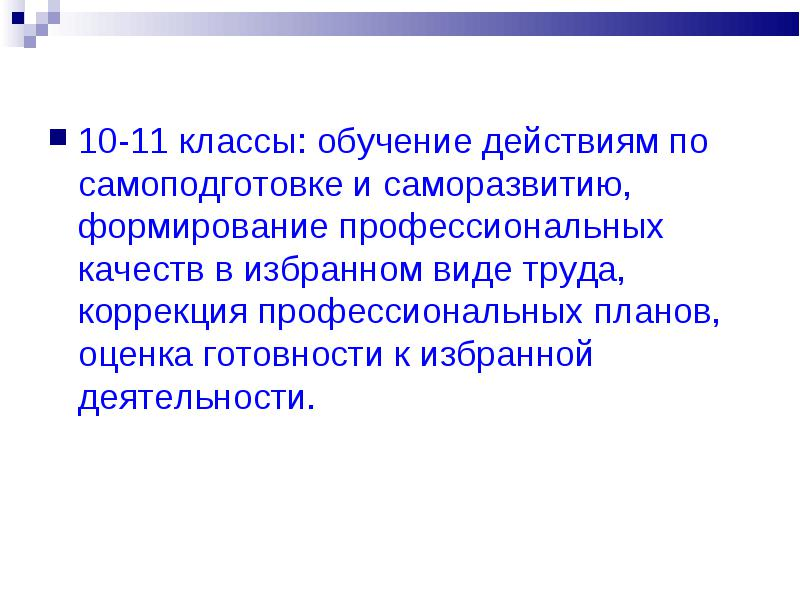 10-11 классы: обучение действиям по
самоподготовке и саморазвитию,
формирование профессиональных
качеств в избранном виде труда,
коррекция профессиональных планов,
оценка готовности к избранной
деятельности.